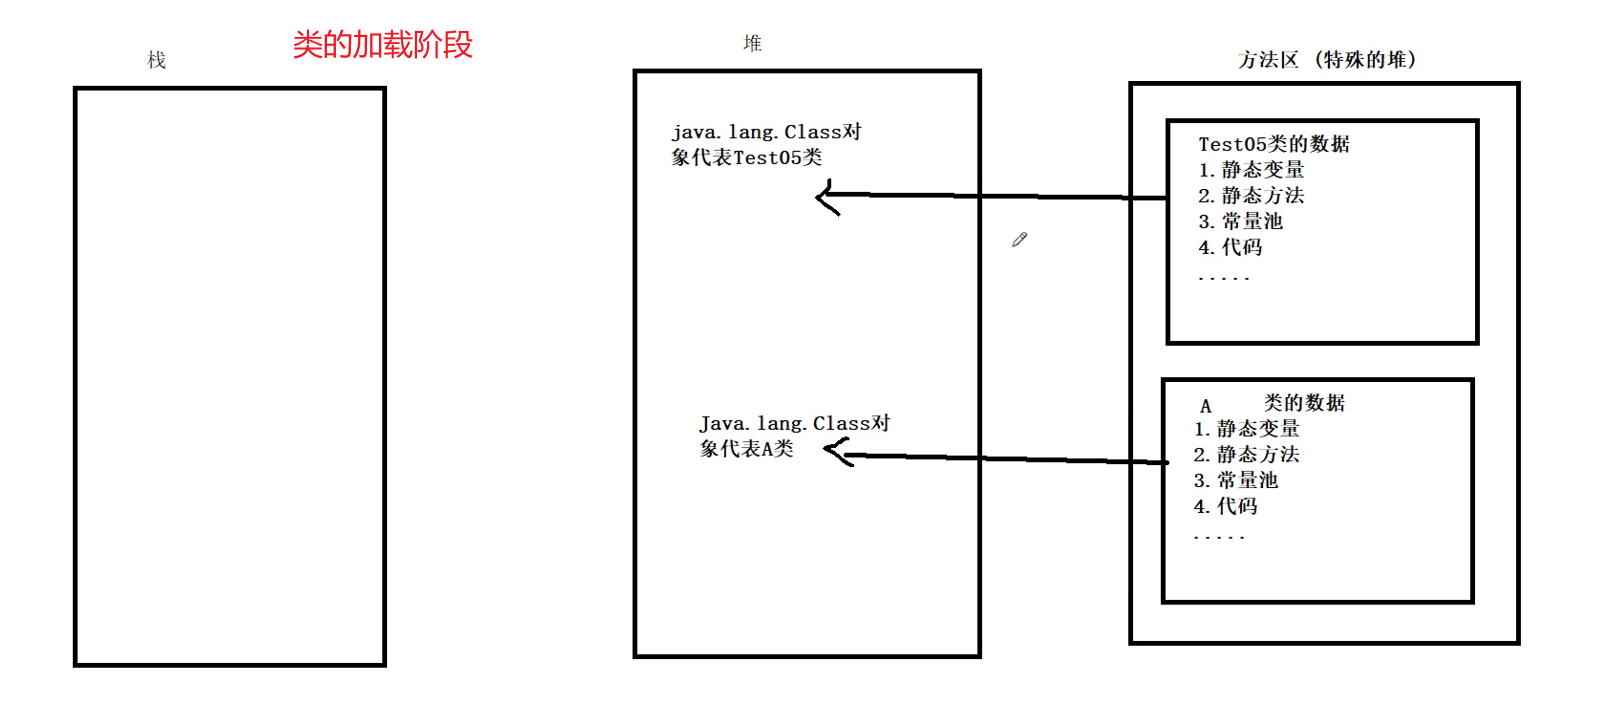 栈
类的加载阶段
堆
java.lang.Class对
象代表Test05类
Java.lang.Class对
象代表A类
方法区 (特殊的堆)
Test05类的数据
1.静态变量
2.静态方法
3.常量池
4.代码
.....
A 类的数据
1.静态变量
2.静态方法
3.常量池
4.代码
.....